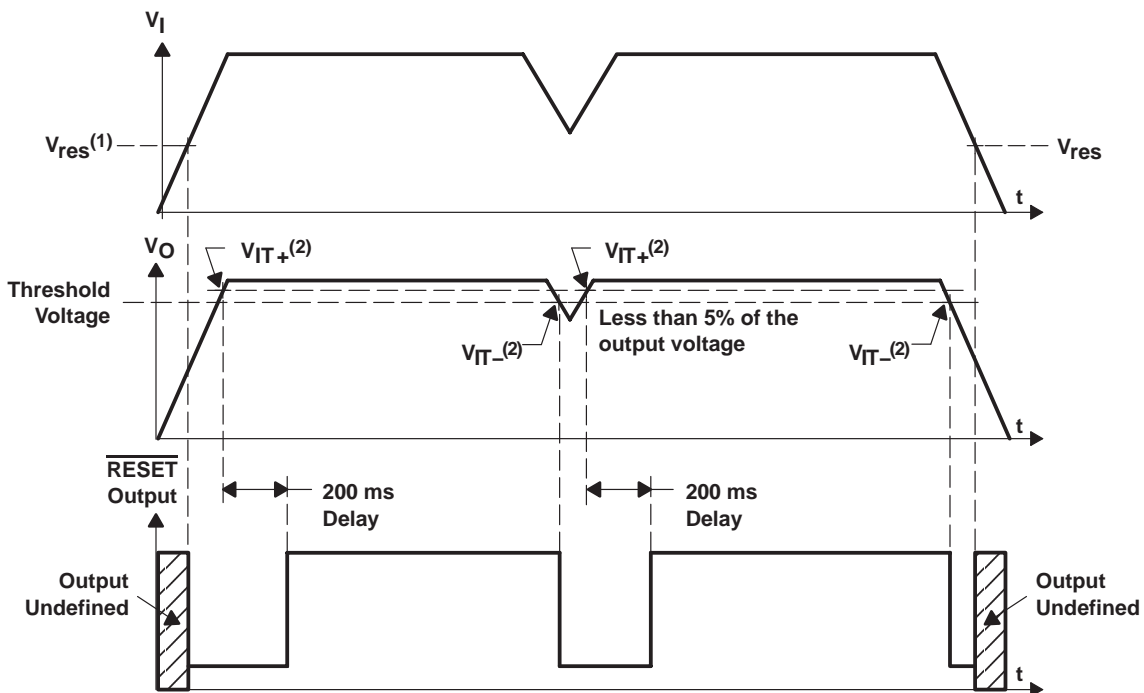 VI
Vres(1)
Vres
t
VO
VIT+(2)
VIT+(2)
Threshold
Voltage
Less than 5% of the
output voltage
VIT−(2)
VIT−(2)
t
RESET
Output
200 ms
Delay
200 ms
Delay
Output
Undefined
Output
Undefined
t